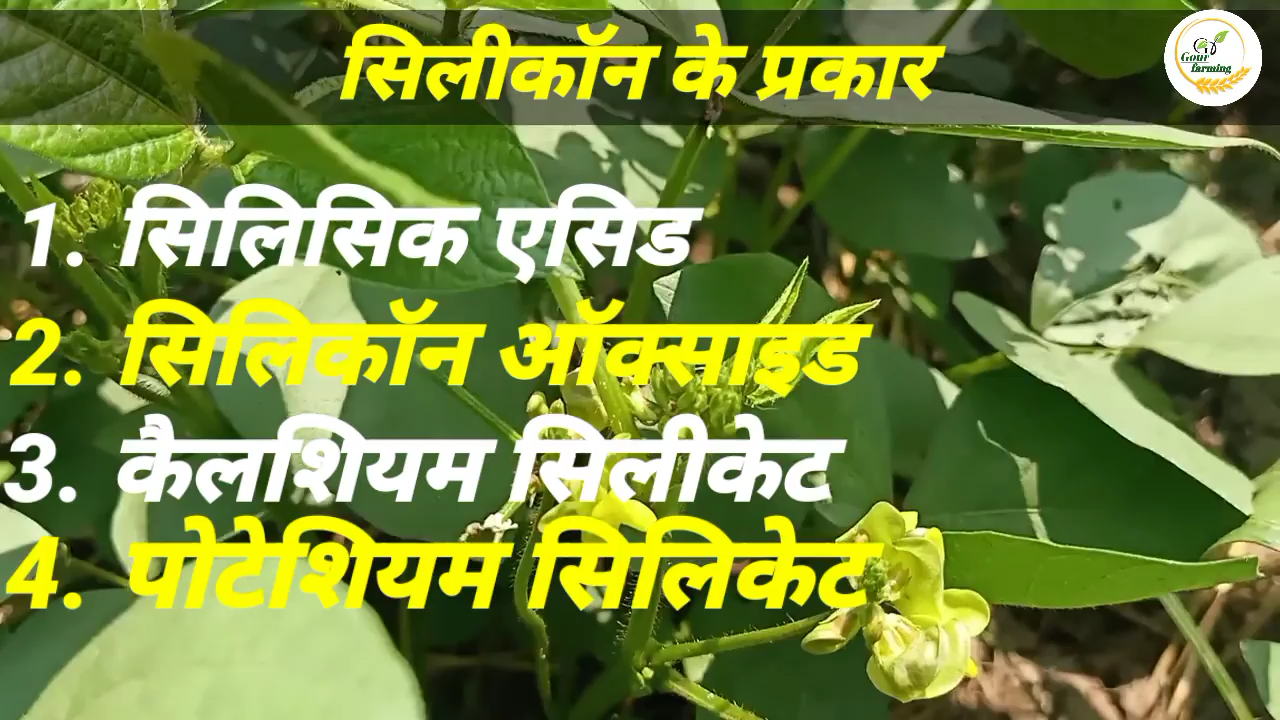 सिलीकॉन के प्रकार
Gour
farming
1. सिलिसिक एसिड
2. सिलिकॉन ऑक्साइड
3. कैलशियम सिलीकेट
4. पोटेशियम सिलिकेट